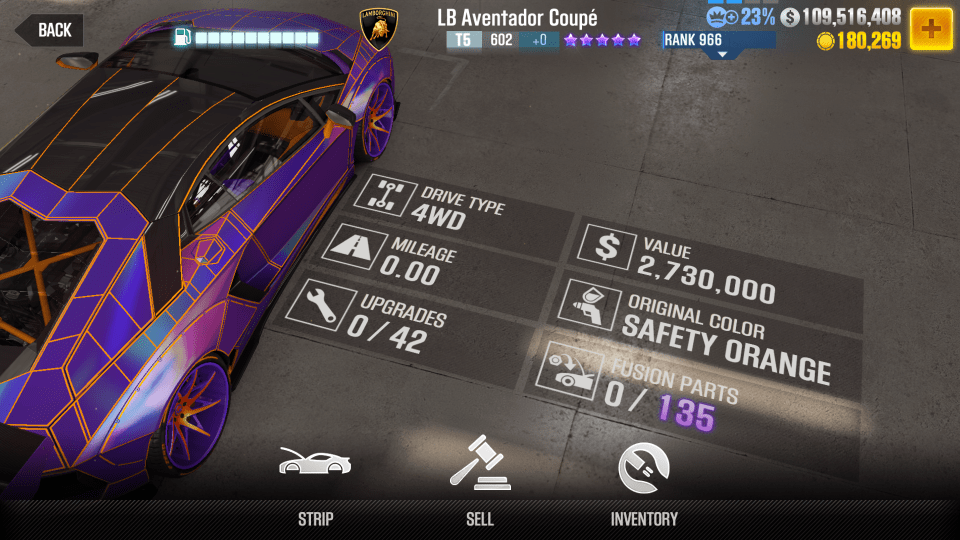 BACK
LAMBORGHINI
LB Aventador Coupé
T5 602 +0
23% $ 109,516,408
RANK 966
180,269
DRIVE TYPE
4WD
MILEAGE
0.00
UPGRADES
0/42
$ VALUE
2,730,000
ORIGINAL COLOR
SAFETY ORANGE
FUSION PARTS
0/135
STRIP
SELL
INVENTORY